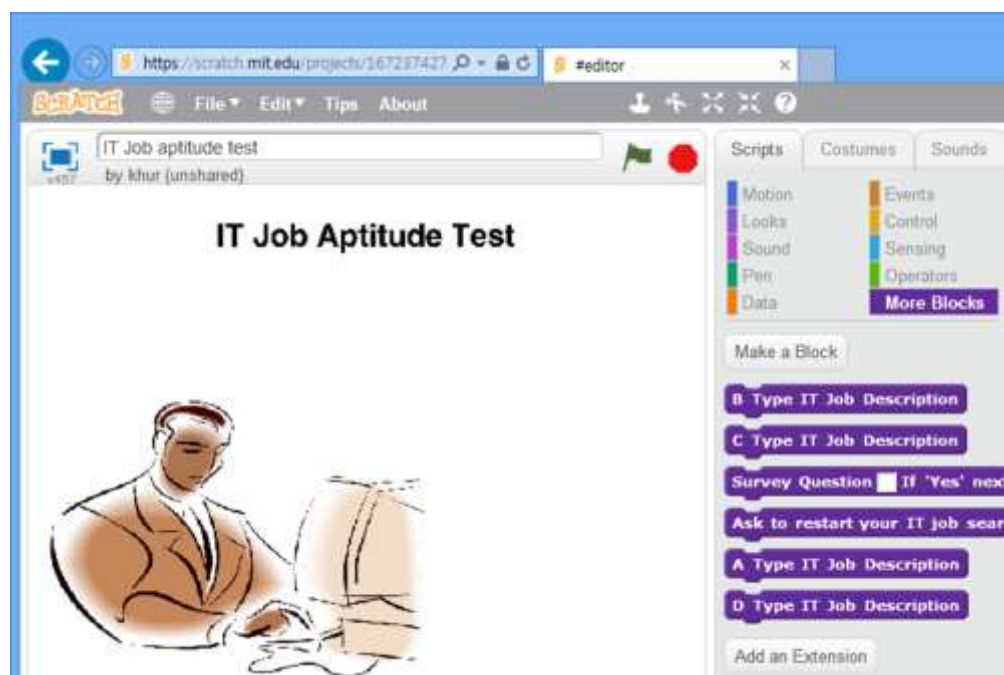 https://scratch.mit.edu/projects/167237427
#editor
SCRATCH
File Edit Tips About
IT Job aptitude test
by khur (unshared)
v457
Scripts Costumes Sounds
Motion Events
Looks Control
Sound Sensing
Pen Operators
Data More Blocks
IT Job Aptitude Test
Make a Block
B Type IT Job Description
C Type IT Job Description
Survey Question If 'Yes' next
Ask to restart your IT job sear
A Type IT Job Description
D Type IT Job Description
Add an Extension